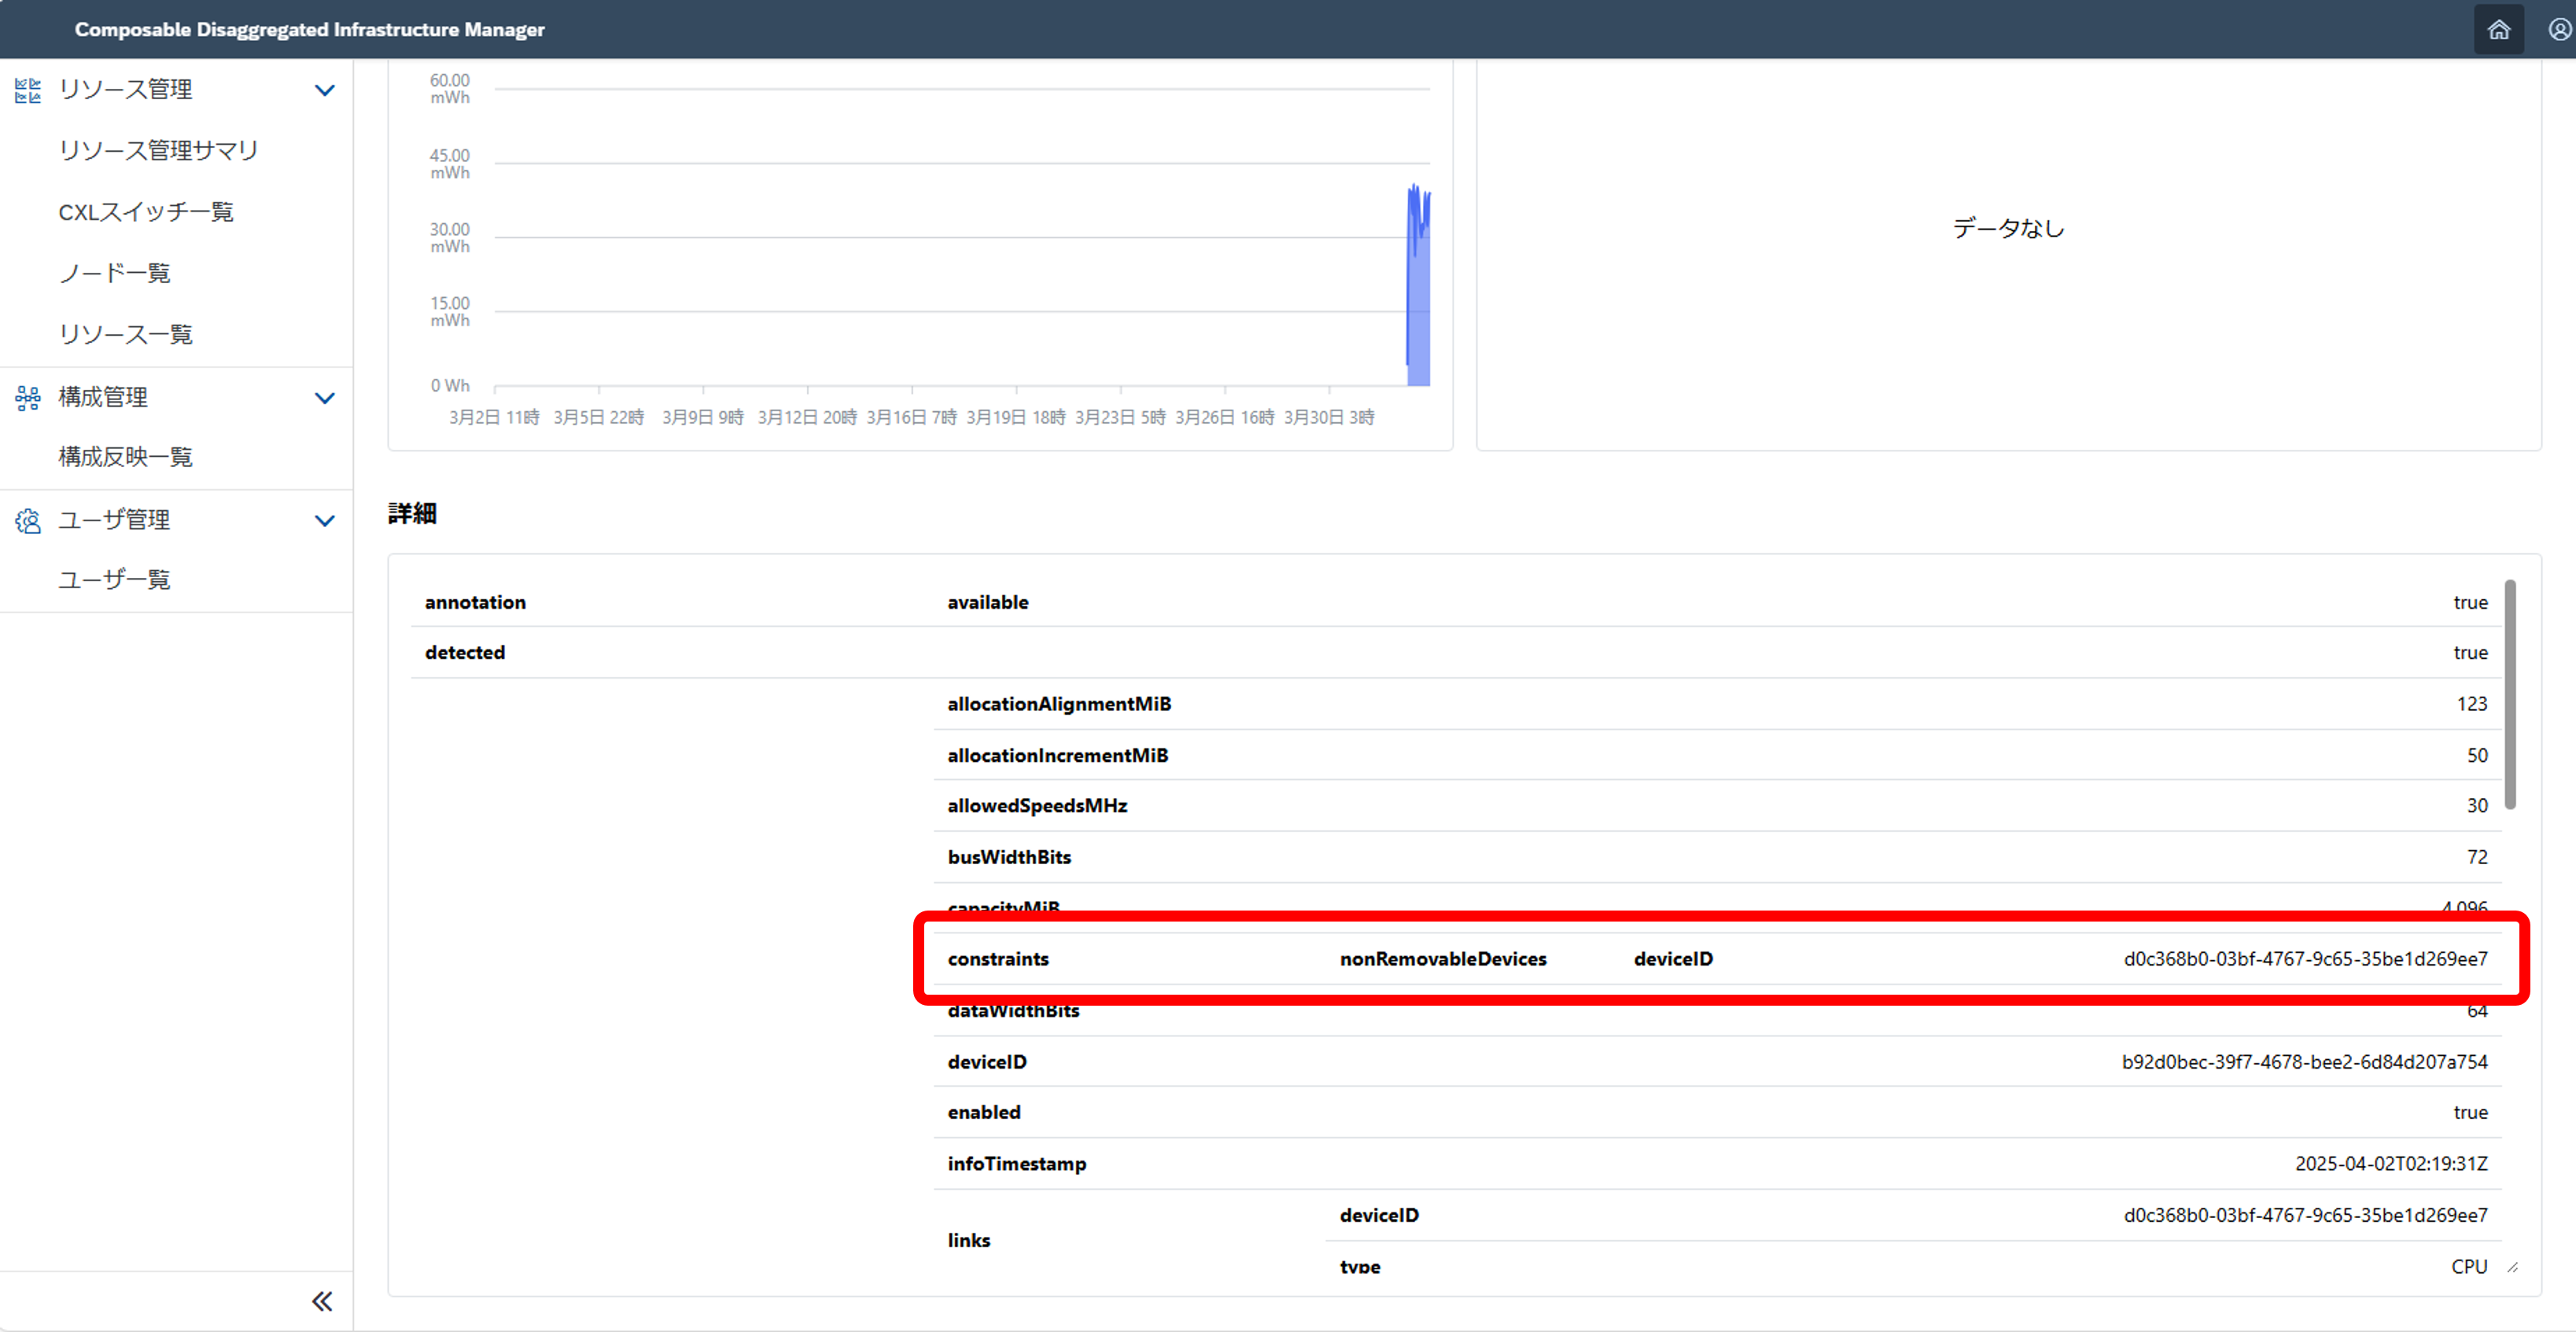 Composable Disaggregated Infrastructure Manager
リソース管理
リソース管理サマリ
CXLスイッチ一覧
ノード一覧
リソース一覧
構成管理
構成反映一覧
ユーザ管理
ユーザ一覧
60.00
mWh
45.00
mWh
30.00
mWh
15.00
mWh
0 Wh
3月2日 11時 3月5日 22時 3月9日 9時 3月12日 20時 3月16日 7時 3月19日 18時 3月23日 5時 3月26日 16時 3月30日 3時
データなし
詳細
annotation available true
detected true
allocationAlignmentMiB 123
allocationIncrementMiB 50
allowedSpeedsMHz 30
busWidthBits 72
capacityMiB 4,096
constraints nonRemovableDevices deviceID d0c368b0-03bf-4767-9c65-35be1d269ee7
dataWidthBits 64
deviceID b92d0bec-39f7-4678-bee2-6d84d207a754
enabled true
infoTimestamp 2025-04-02T02:19:31Z
links
deviceID d0c368b0-03bf-4767-9c65-35be1d269ee7
type CPU